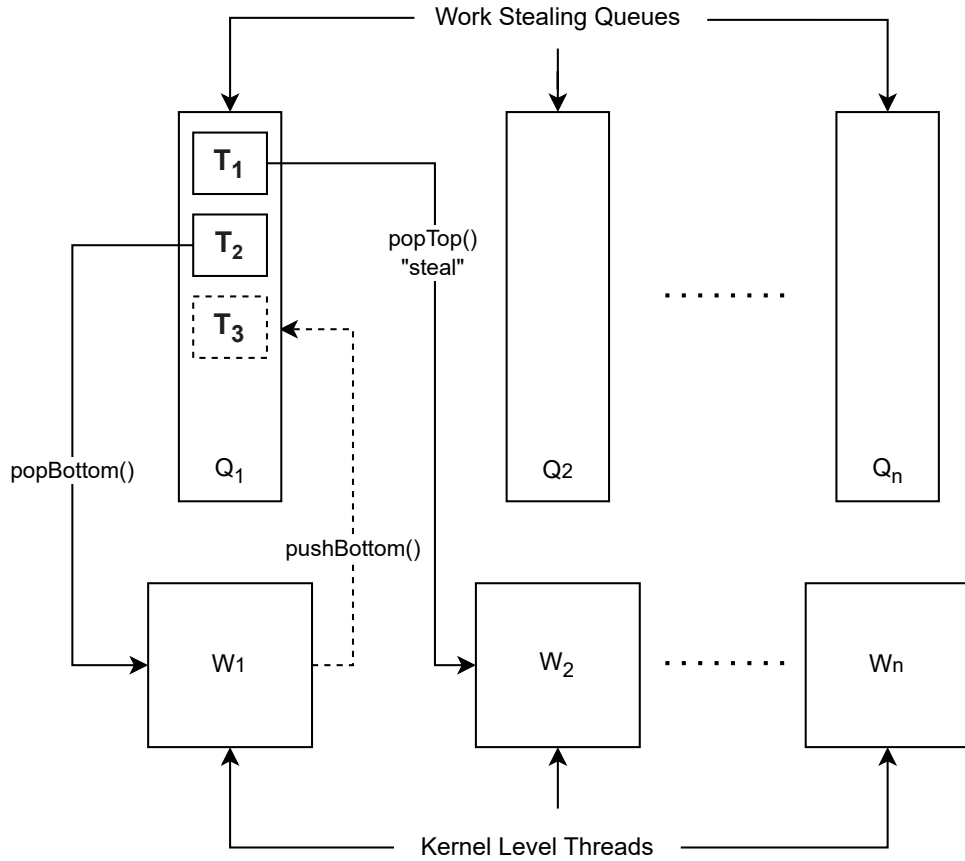 Work Stealing Queues
T1
T2
T3
popTop()
"steal"
popBottom()
Q1
Q2
Qn
pushBottom()
W1
W2
Wn
Kernel Level Threads